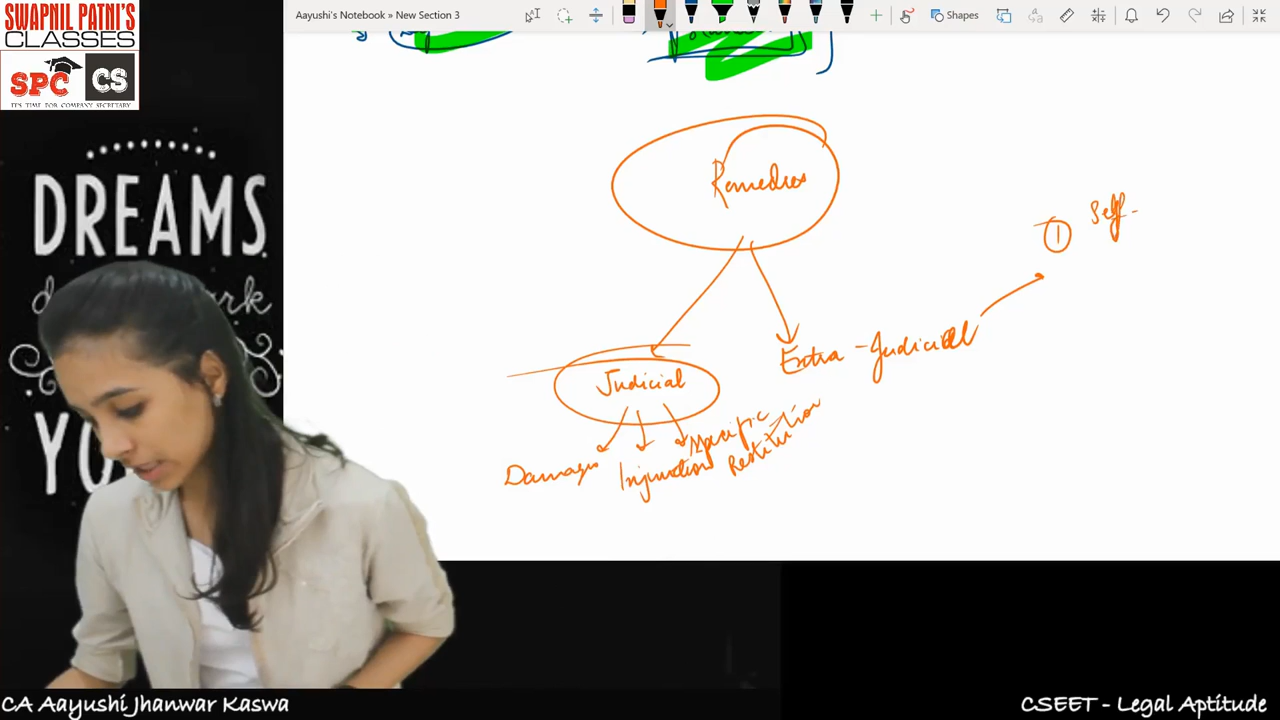 SWAPNIL PATNI'S
CLASSES
SPC CS
IT'S TIME FOR COMPANY SECRETARY
Aayushi's Notebook » New Section 3
Shapes
DREAMS
YO
Remedies
① Self-
Judicial
Extra-Judicial
Damages
Injunction
Specific
Restitution
CA Aayushi Jhanwar Kaswa
CSEET - Legal Aptitude